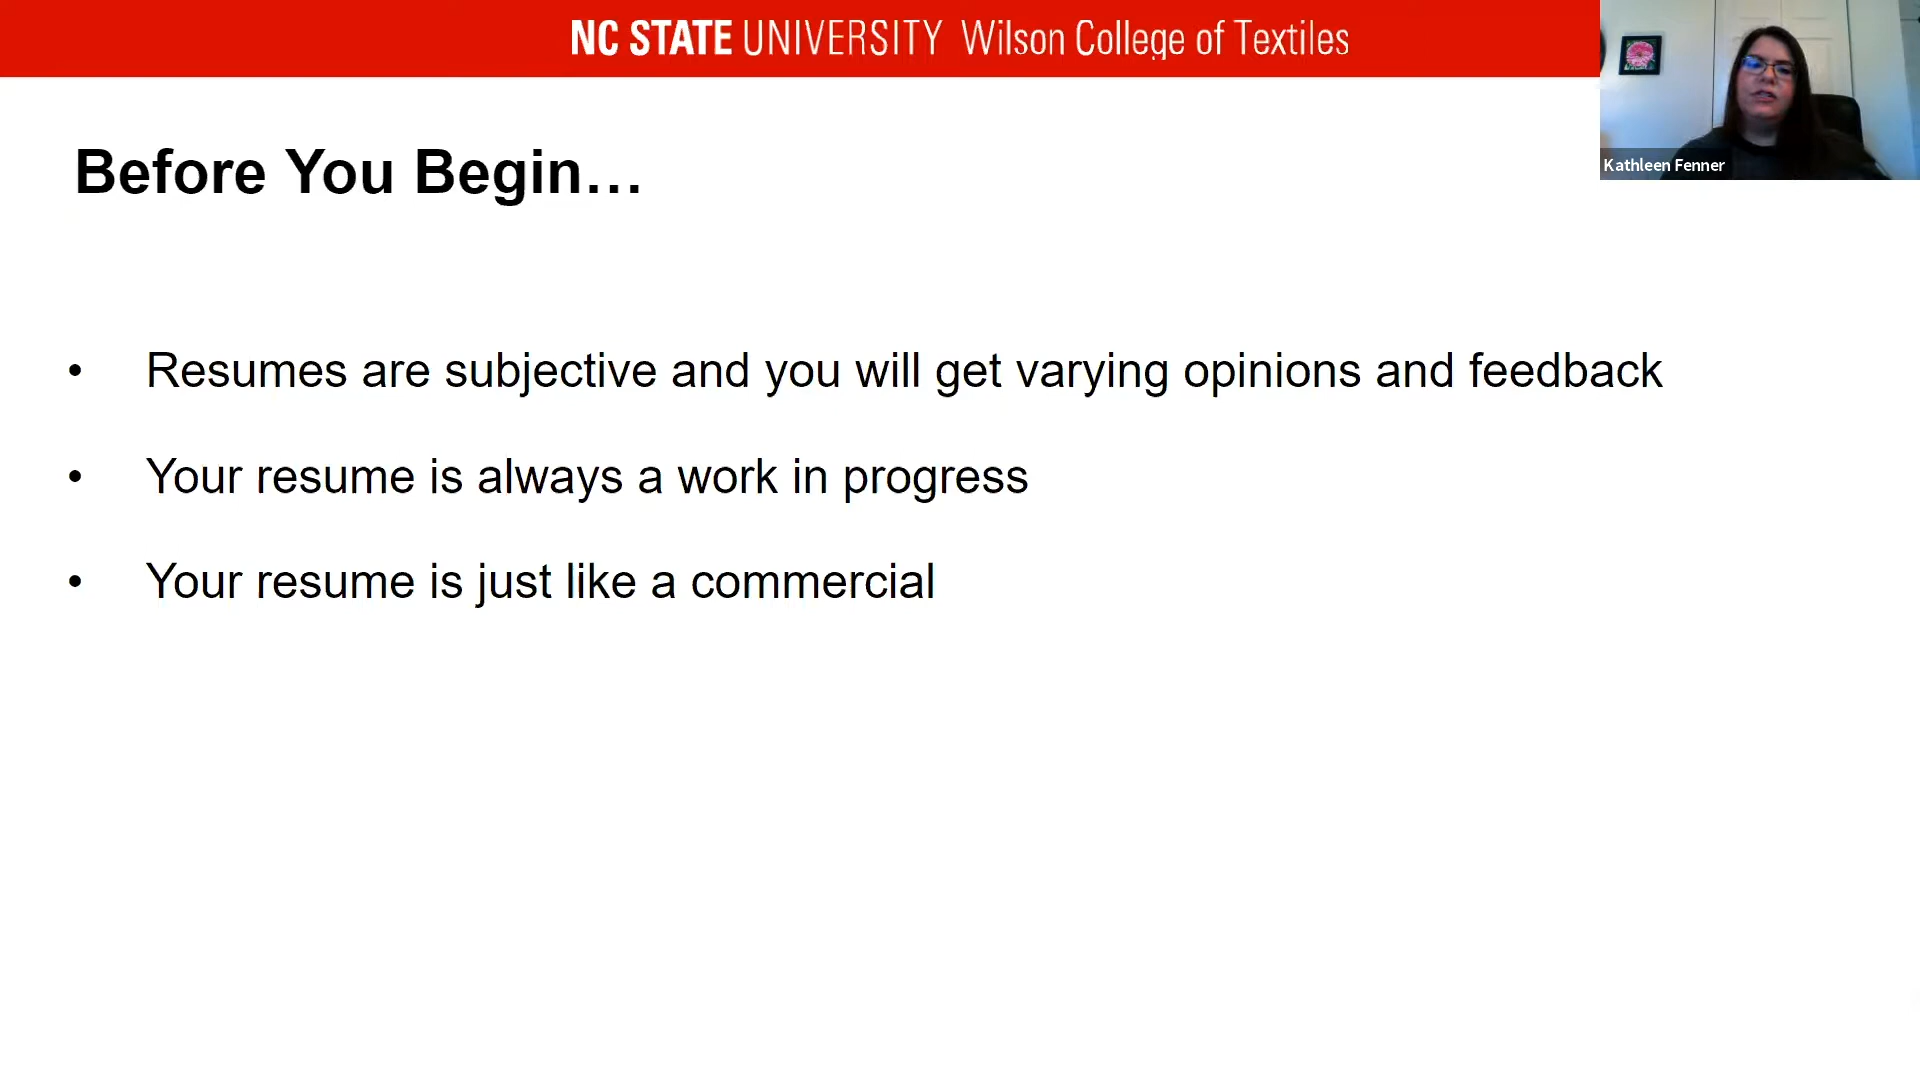 NC STATE UNIVERSITY Wilson College of Textiles
Kathleen Fenner
Before You Begin…
• Resumes are subjective and you will get varying opinions and feedback
• Your resume is always a work in progress
• Your resume is just like a commercial